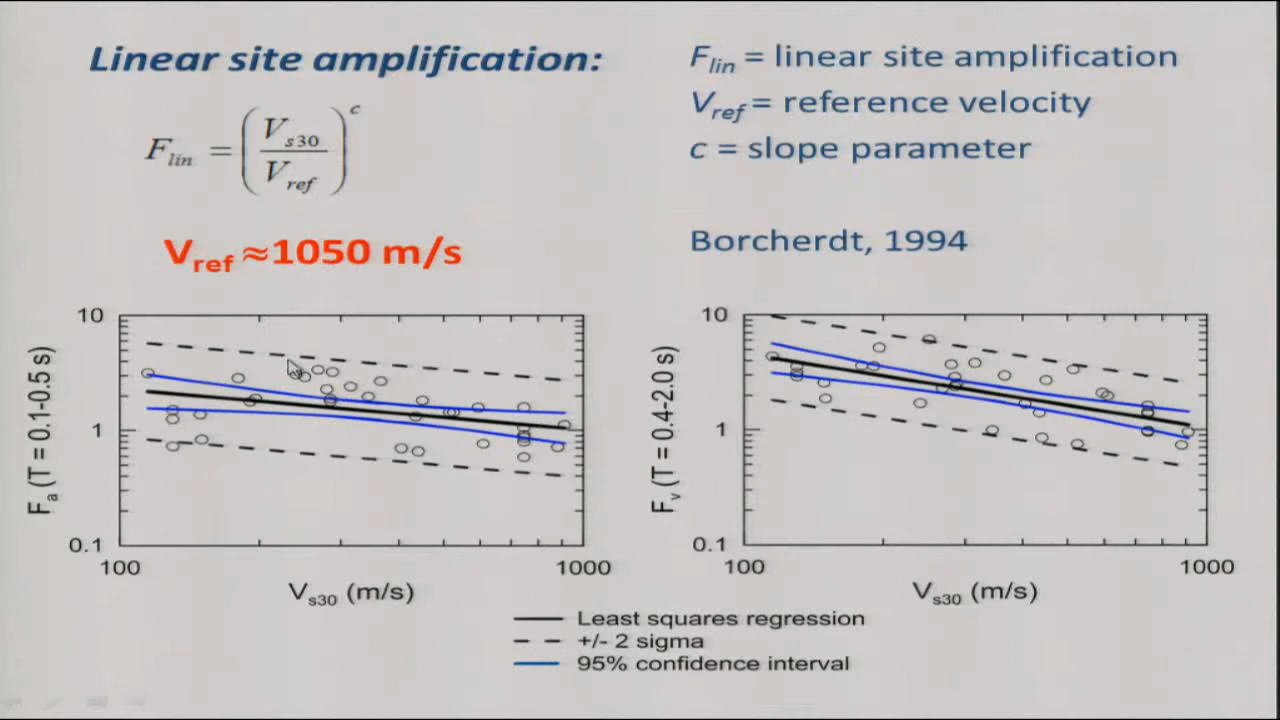 Linear site amplification:
F_lin = (V_s30 / V_ref)^c
V_ref ≈1050 m/s
F_lin = linear site amplification
V_ref = reference velocity
c = slope parameter
Borcherdt, 1994
F_a (T = 0.1-0.5 s)
10
1
0.1
100
1000
V_s30 (m/s)
F_v (T = 0.4-2.0 s)
10
1
0.1
100
1000
V_s30 (m/s)
Least squares regression
+/- 2 sigma
95% confidence interval